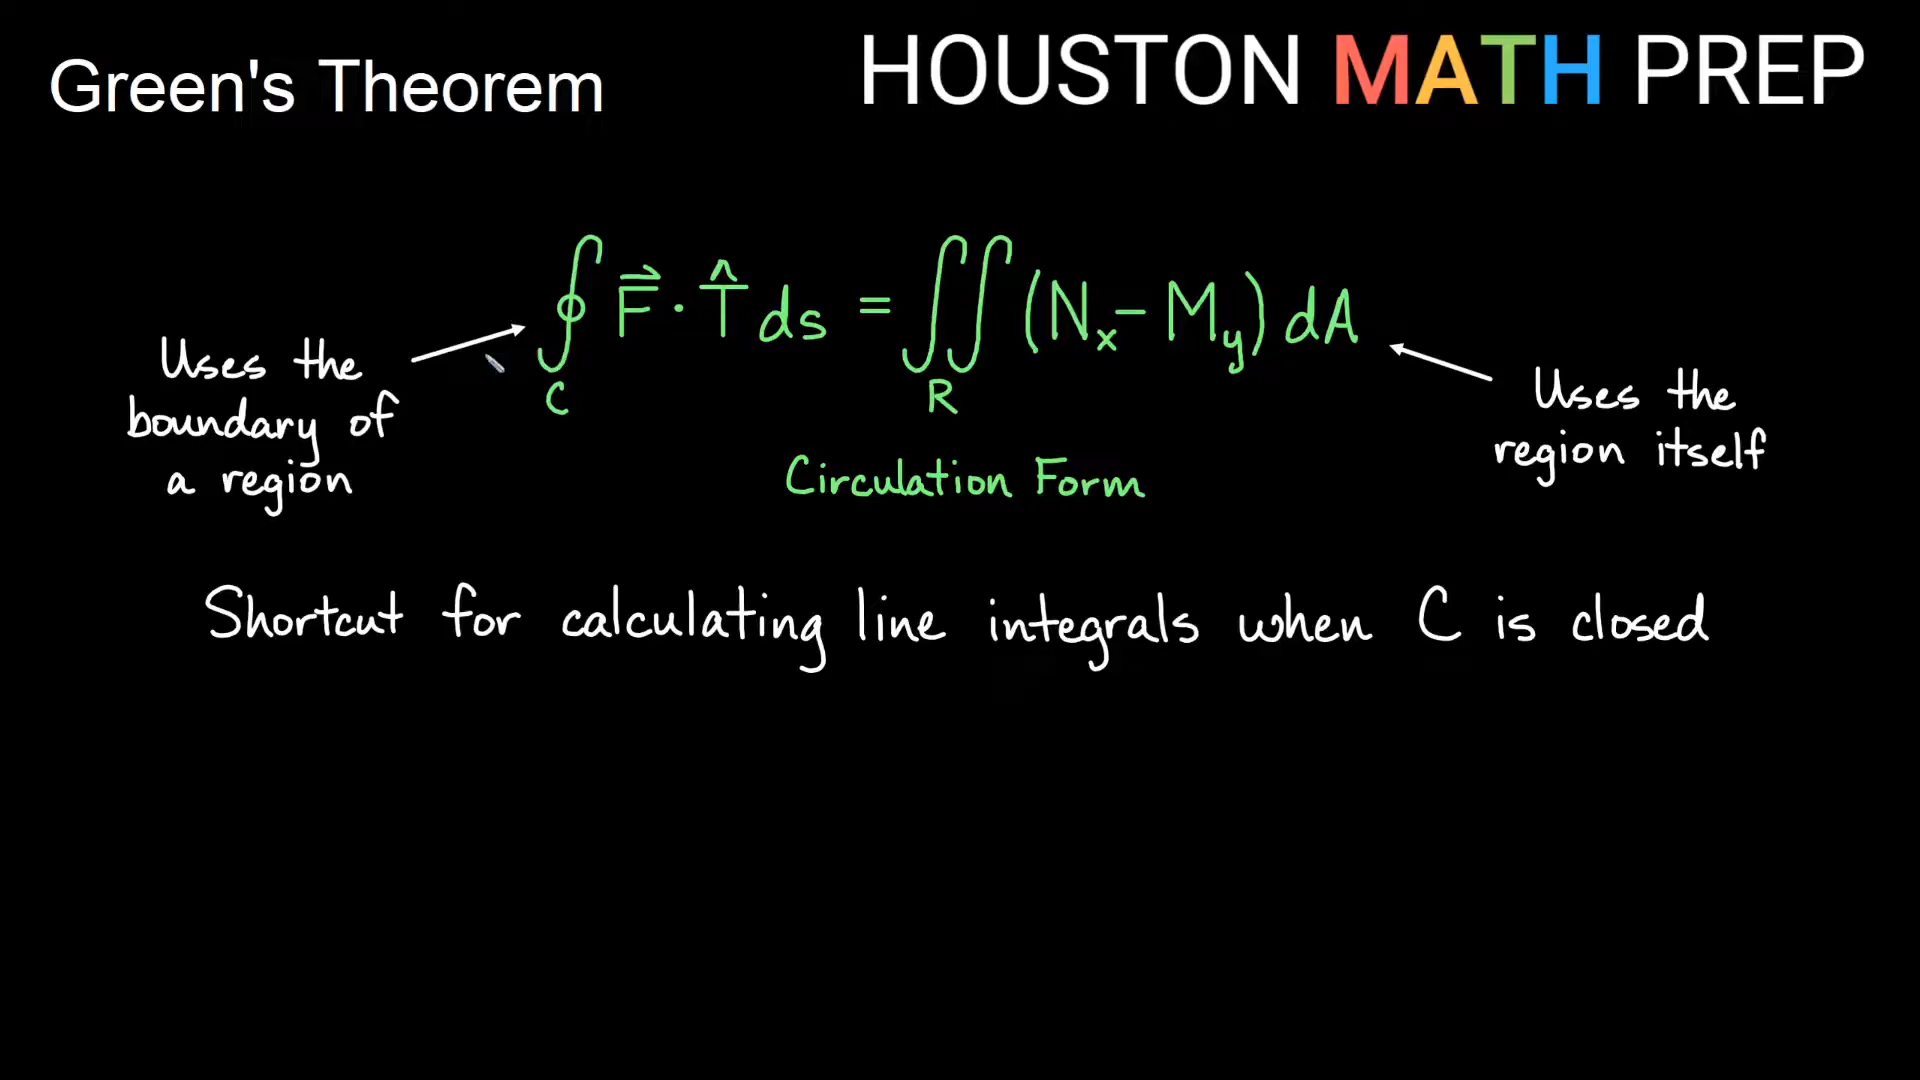 Green's Theorem
HOUSTON MATH PREP
∮_C F⃗ · T̂ ds = ∬_R (Nₓ − M_y) dA
Uses the
boundary of
a region
Uses the
region itself
Circulation Form
Shortcut for calculating line integrals when C is closed